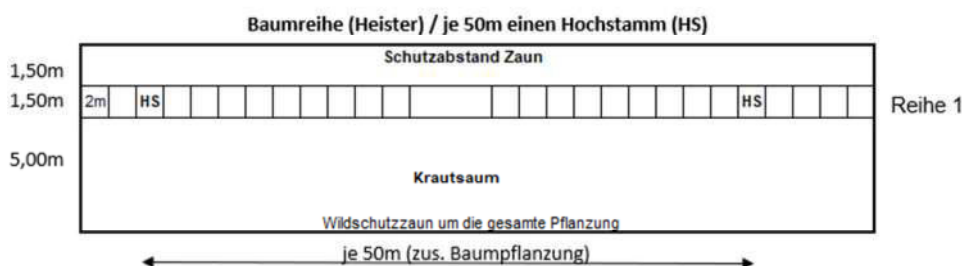 Baumreihe (Heister) / je 50m einen Hochstamm (HS)
Schutzabstand Zaun
1,50m
1,50m 2m HS HS Reihe 1
5,00m
Krautsaum
Wildschutzzaun um die gesamte Pflanzung
je 50m (zus. Baumpflanzung)